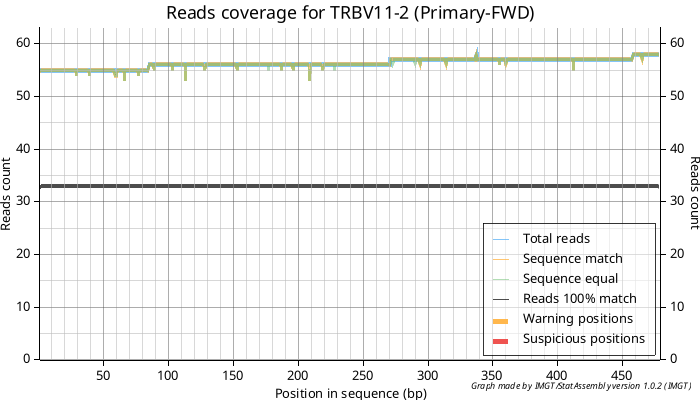 Reads coverage for TRBV11-2 (Primary-FWD)
60
50
40
30
20
10
0
60
50
40
30
20
10
0
Reads count
Reads count
50
100
150
200
250
300
350
400
450
Position in sequence (bp)
Total reads
Sequence match
Sequence equal
Reads 100% match
Warning positions
Suspicious positions
Graph made by IMGT/StatAssembly version 1.0.2 (IMGT)